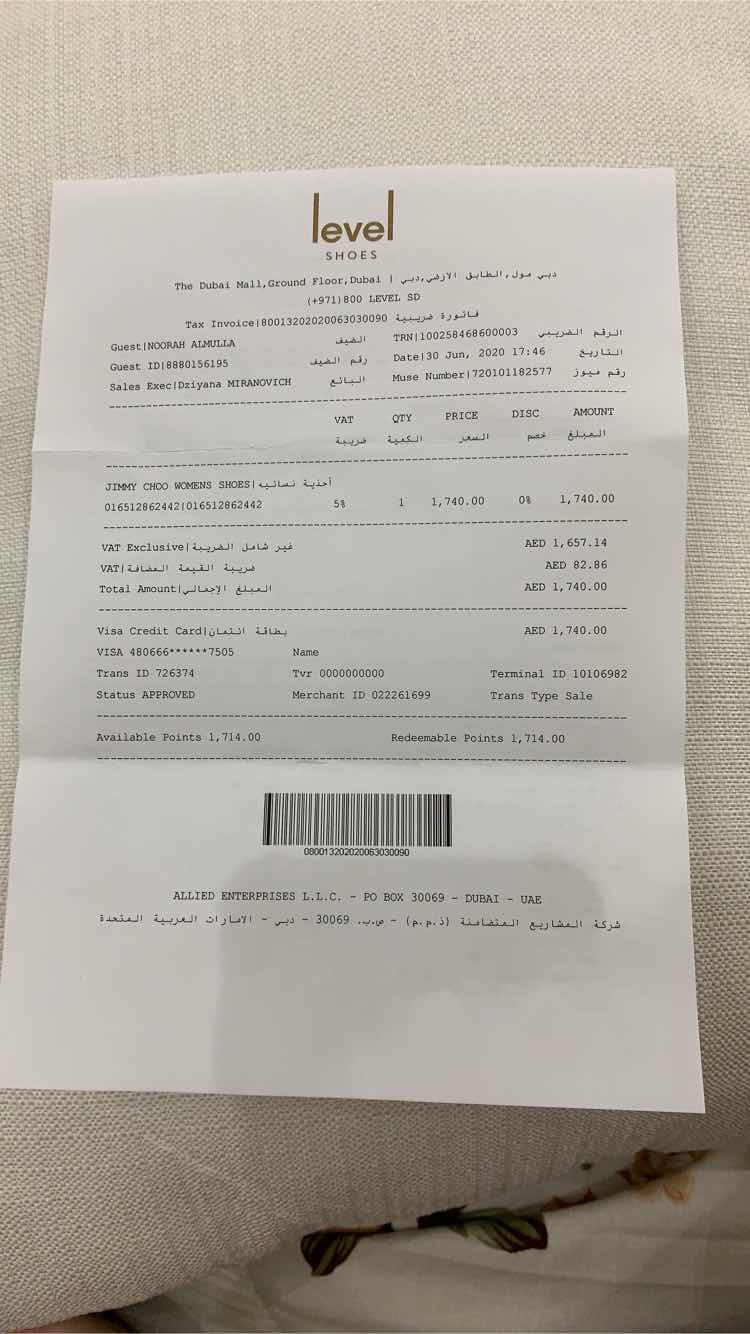 level
SHOES
The Dubai Mall,Ground Floor,Dubai | دبي مول,الطابق الارضي,دبي
(+971)800 LEVEL SD
Tax Invoice|80013202020063030090 فاتورة ضريبية
Guest|NOORAH ALMULLA الضيف TRN|100258468600003 الرقم الضريبي
Guest ID|8880156195 رقم الضيف Date|30 Jun, 2020 17:46 التاريخ
Sales Exec|Dziyana MIRANOVICH البائع Muse Number|720101182577 رقم ميوز
VAT QTY PRICE DISC AMOUNT
ضريبة الكمية السعر خصم المبلغ
JIMMY CHOO WOMENS SHOES|أحذية نسائيه
016512862442|016512862442 5% 1 1,740.00 0% 1,740.00
VAT Exclusive|غير شامل الضريبة AED 1,657.14
VAT|ضريبة القيمة المضافة AED 82.86
Total Amount|المبلغ الإجمالي AED 1,740.00
Visa Credit Card|بطاقة ائتمان AED 1,740.00
VISA 480666******7505 Name
Trans ID 726374 Tvr 0000000000 Terminal ID 10106982
Status APPROVED Merchant ID 022261699 Trans Type Sale
Available Points 1,714.00 Redeemable Points 1,714.00
080013202020063030090
ALLIED ENTERPRISES L.L.C. - PO BOX 30069 - DUBAI - UAE
شركة المشاريع المتضامنة (ذ.م.م) - ص.ب. 30069 - دبي - الامارات العربية المتحدة